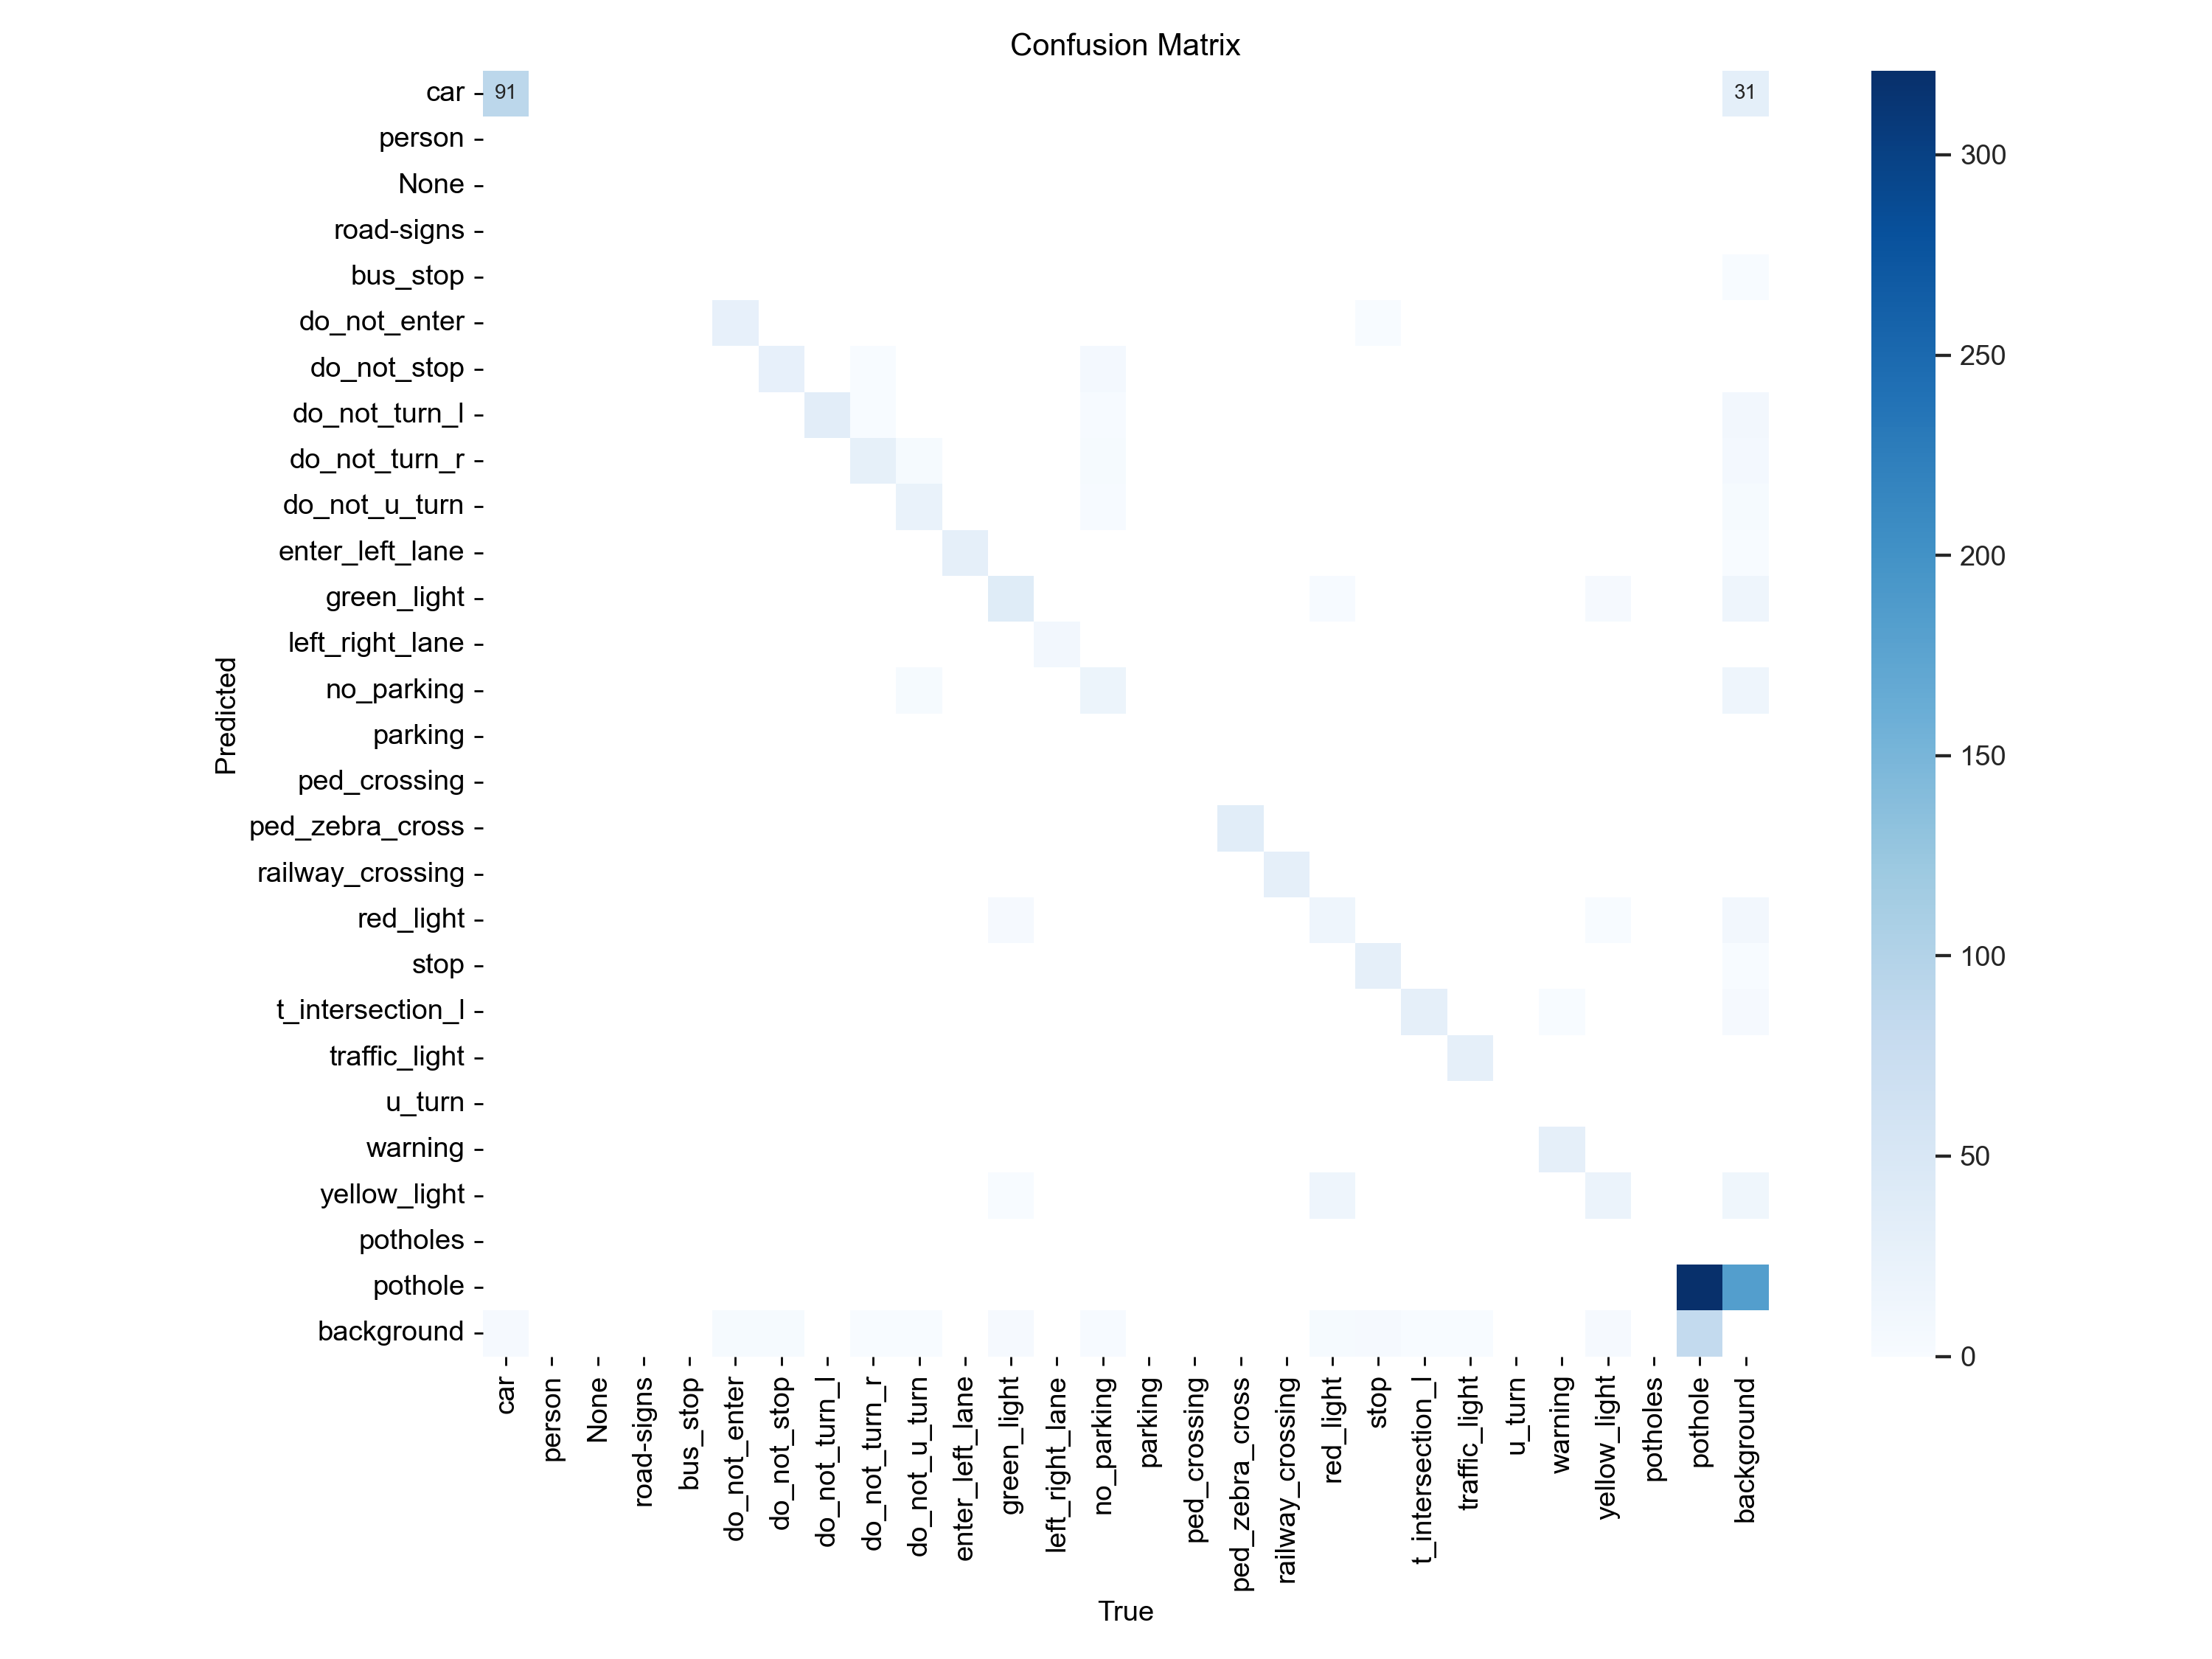 Confusion Matrix
car
91
31
person
None
road-signs
bus_stop
do_not_enter
do_not_stop
do_not_turn_l
do_not_turn_r
do_not_u_turn
enter_left_lane
green_light
left_right_lane
no_parking
parking
ped_crossing
ped_zebra_cross
railway_crossing
red_light
stop
t_intersection_l
traffic_light
u_turn
warning
yellow_light
potholes
pothole
background
Predicted
car
person
None
road-signs
bus_stop
do_not_enter
do_not_stop
do_not_turn_l
do_not_turn_r
do_not_u_turn
enter_left_lane
green_light
left_right_lane
no_parking
parking
ped_crossing
ped_zebra_cross
railway_crossing
red_light
stop
t_intersection_l
traffic_light
u_turn
warning
yellow_light
potholes
pothole
background
True
300
250
200
150
100
50
0